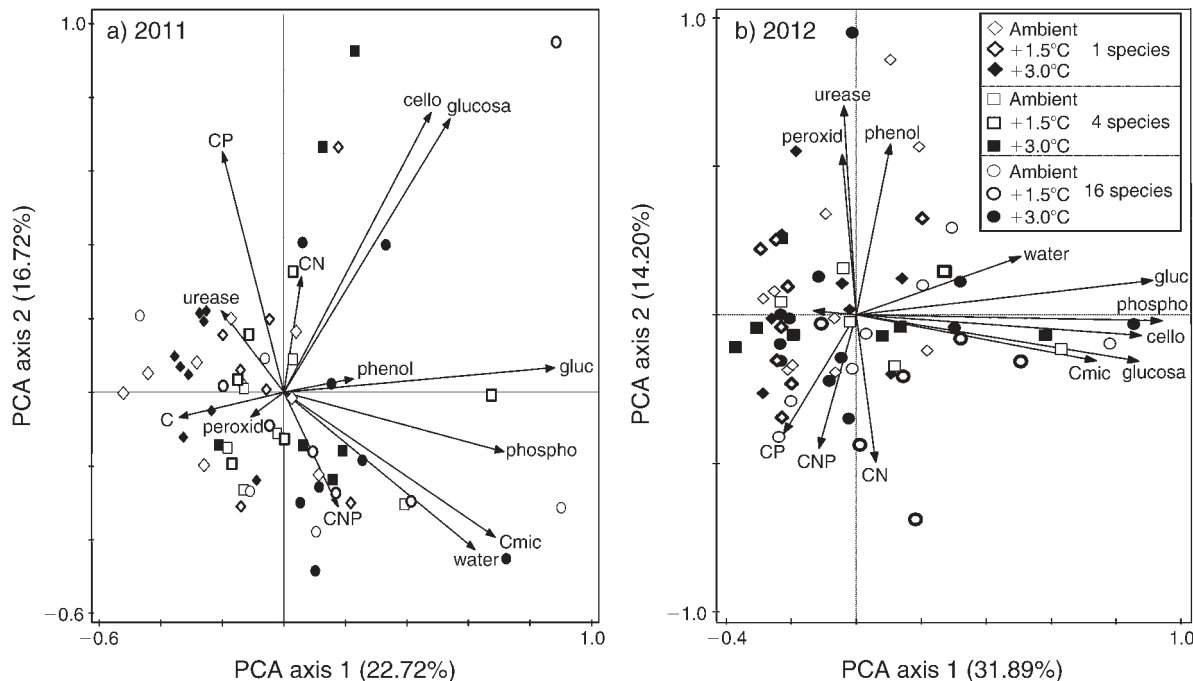 a) 2011
1.0
cello
glucosa
CP
CN
urease
phenol
gluc
C
peroxid
phospho
CNP
Cmic
water
−0.6
−0.6
1.0
PCA axis 2 (16.72%)
PCA axis 1 (22.72%)
b) 2012
1.0
Ambient
+1.5°C 1 species
+3.0°C
Ambient
+1.5°C 4 species
+3.0°C
Ambient
+1.5°C 16 species
+3.0°C
urease
peroxid
phenol
water
gluc
phospho
cello
Cmic
glucosa
CP
CNP
CN
−1.0
−0.4
1.0
PCA axis 2 (14.20%)
PCA axis 1 (31.89%)